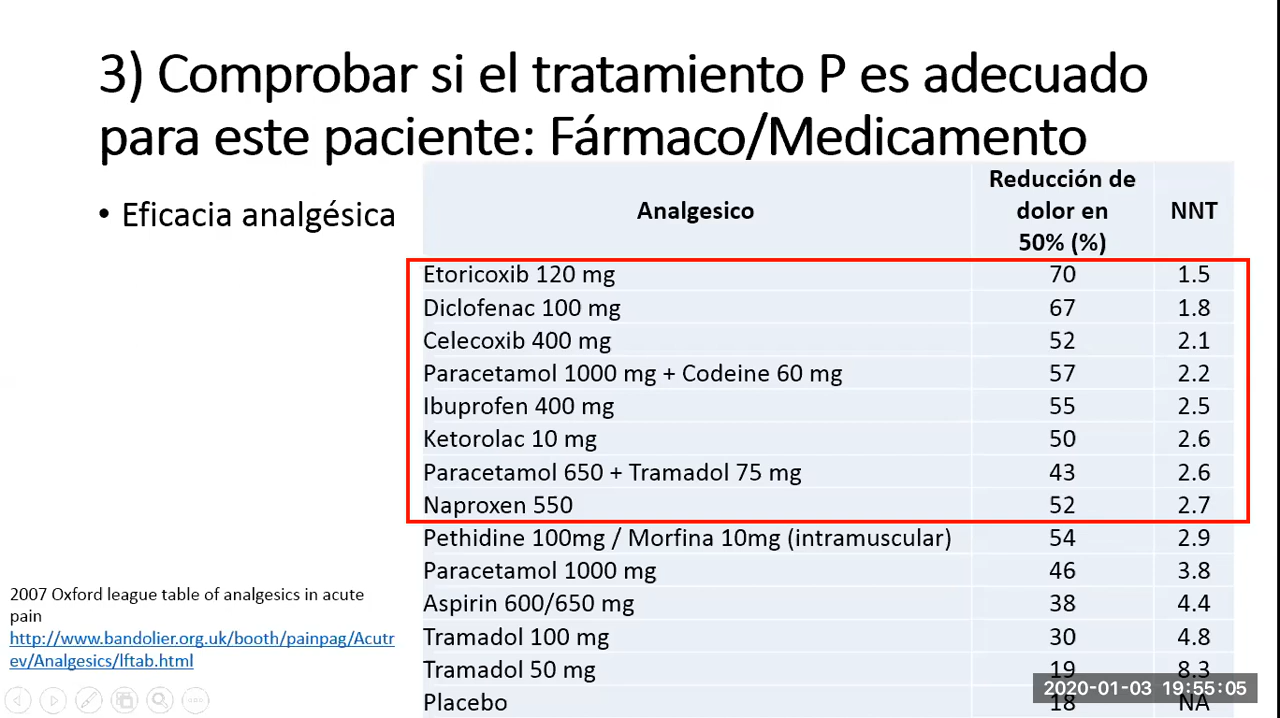 3) Comprobar si el tratamiento P es adecuado
para este paciente: Fármaco/Medicamento
• Eficacia analgésica
Analgesico Reducción de dolor en 50% (%) NNT
Etoricoxib 120 mg 70 1.5
Diclofenac 100 mg 67 1.8
Celecoxib 400 mg 52 2.1
Paracetamol 1000 mg + Codeine 60 mg 57 2.2
Ibuprofen 400 mg 55 2.5
Ketorolac 10 mg 50 2.6
Paracetamol 650 + Tramadol 75 mg 43 2.6
Naproxen 550 52 2.7
Pethidine 100mg / Morfina 10mg (intramuscular) 54 2.9
Paracetamol 1000 mg 46 3.8
Aspirin 600/650 mg 38 4.4
Tramadol 100 mg 30 4.8
Tramadol 50 mg 19 8.3
Placebo 18 NA
2007 Oxford league table of analgesics in acute
pain
http://www.bandolier.org.uk/booth/painpag/Acutr
ev/Analgesics/lftab.html
2020-01-03 19:55:05